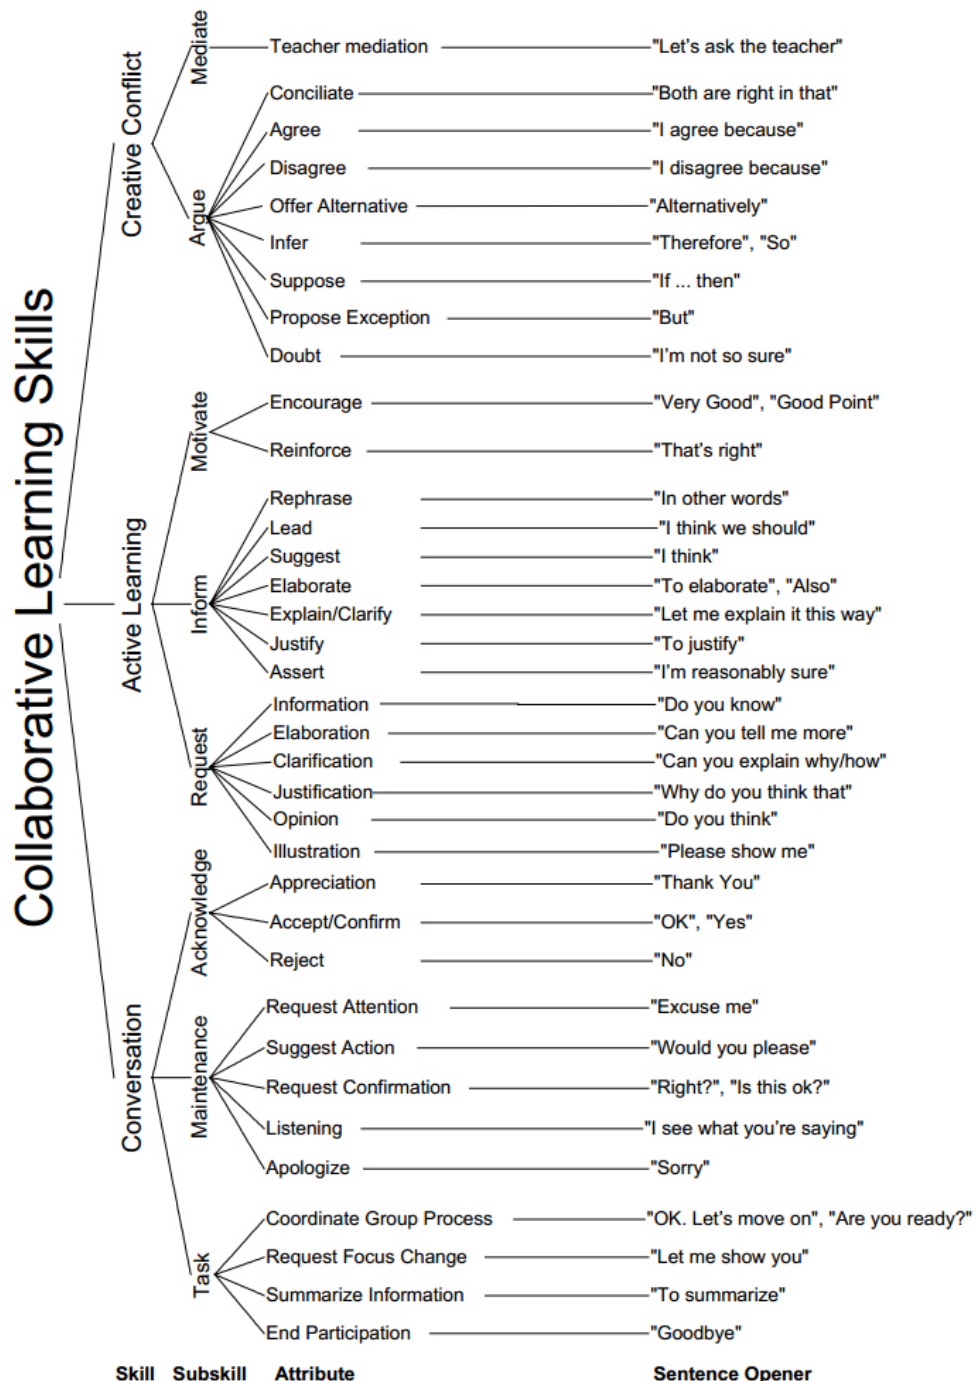 Collaborative Learning Skills
Creative Conflict
Mediate
Teacher mediation "Let's ask the teacher"
Argue
Conciliate "Both are right in that"
Agree "I agree because"
Disagree "I disagree because"
Offer Alternative "Alternatively"
Infer "Therefore", "So"
Suppose "If ... then"
Propose Exception "But"
Doubt "I'm not so sure"
Active Learning
Motivate
Encourage "Very Good", "Good Point"
Reinforce "That's right"
Inform
Rephrase "In other words"
Lead "I think we should"
Suggest "I think"
Elaborate "To elaborate", "Also"
Explain/Clarify "Let me explain it this way"
Justify "To justify"
Assert "I'm reasonably sure"
Request
Information "Do you know"
Elaboration "Can you tell me more"
Clarification "Can you explain why/how"
Justification "Why do you think that"
Opinion "Do you think"
Illustration "Please show me"
Conversation
Acknowledge
Appreciation "Thank You"
Accept/Confirm "OK", "Yes"
Reject "No"
Maintenance
Request Attention "Excuse me"
Suggest Action "Would you please"
Request Confirmation "Right?", "Is this ok?"
Listening "I see what you're saying"
Apologize "Sorry"
Task
Coordinate Group Process "OK. Let's move on", "Are you ready?"
Request Focus Change "Let me show you"
Summarize Information "To summarize"
End Participation "Goodbye"
Skill Subskill Attribute Sentence Opener